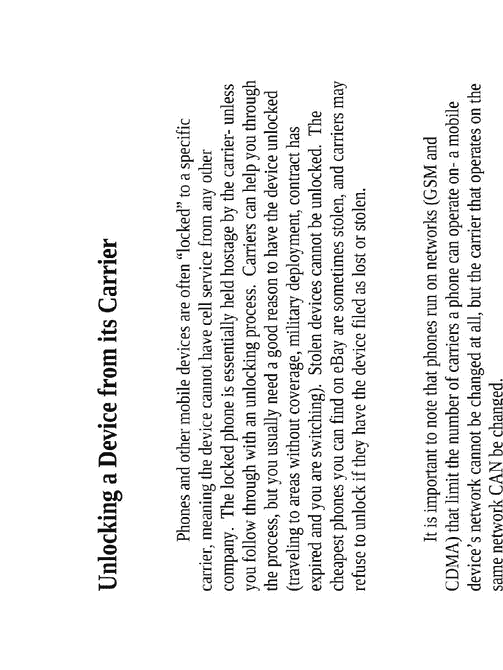 Unlocking a Device from its Carrier
Phones and other mobile devices are often “locked” to a specific
carrier, meaning the device cannot have cell service from any other
company.  The locked phone is essentially held hostage by the carrier- unless
you follow through with an unlocking process.  Carriers can help you through
the process, but you usually need a good reason to have the device unlocked
(traveling to areas without coverage, military deployment, contract has
expired and you are switching).  Stolen devices cannot be unlocked.  The
cheapest phones you can find on eBay are sometimes stolen, and carriers may
refuse to unlock if they have the device filed as lost or stolen.
It is important to note that phones run on networks (GSM and
CDMA) that limit the number of carriers a phone can operate on- a mobile
device’s network cannot be changed at all, but the carrier that operates on the
same network CAN be changed.